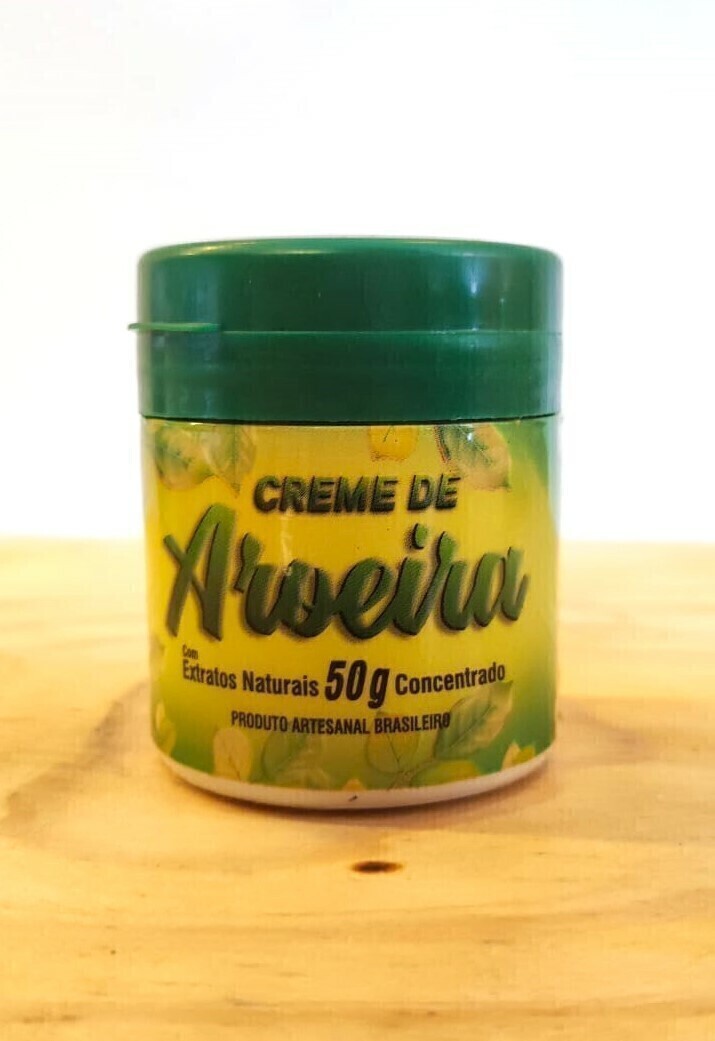 CREME DE
Aroeira
Com
Extratos Naturais 50g Concentrado
PRODUTO ARTESANAL BRASILEIRO